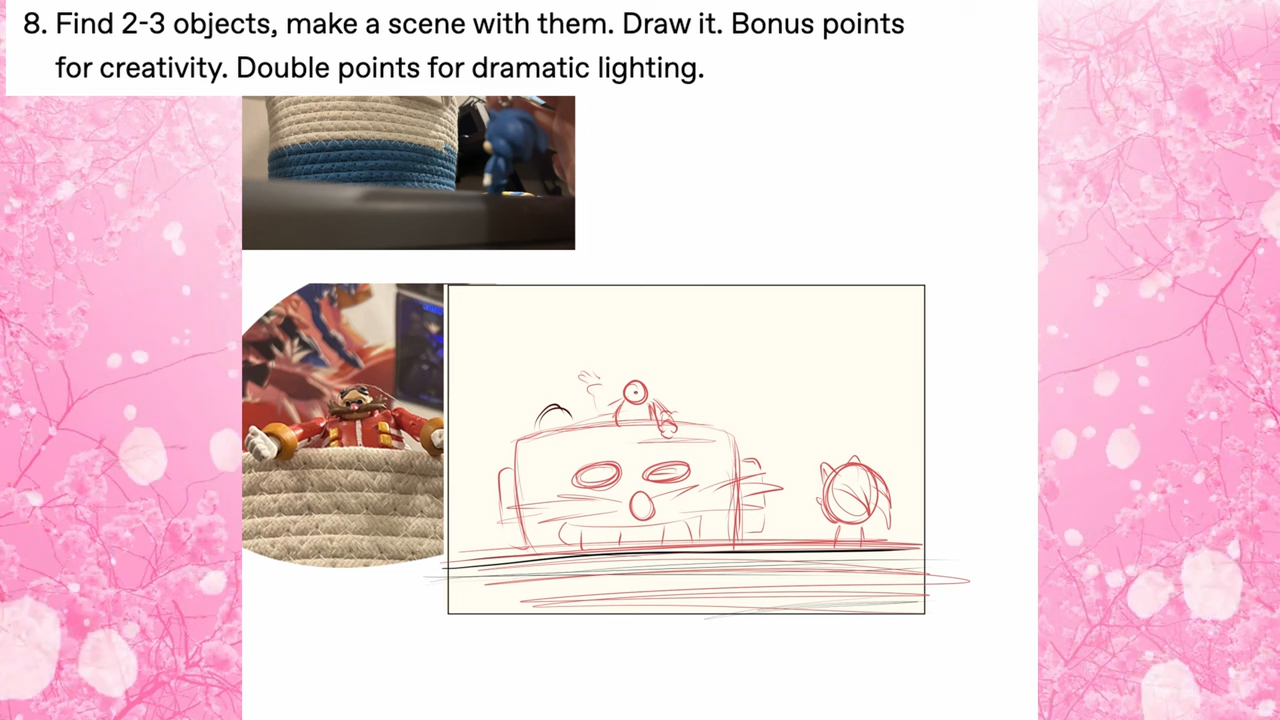 8. Find 2-3 objects, make a scene with them. Draw it. Bonus points
for creativity. Double points for dramatic lighting.